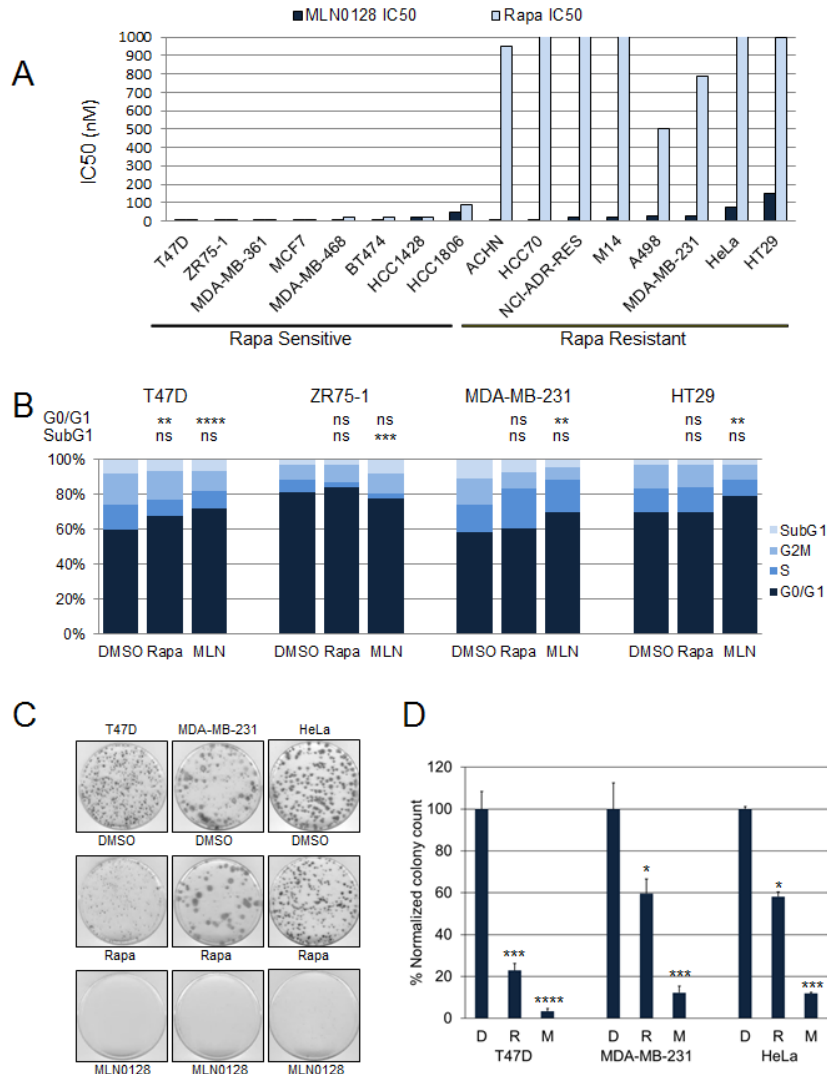 MLN0128 IC50 Rapa IC50
A
IC50 (nM)
1000
900
800
700
600
500
400
300
200
100
0
T47D
ZR75-1
MDA-MB-361
MCF7
MDA-MB-468
BT474
HCC1428
HCC1806
ACHN
HCC70
NCI-ADR-RES
M14
A498
MDA-MB-231
HeLa
HT29
Rapa Sensitive Rapa Resistant
B
T47D ZR75-1 MDA-MB-231 HT29
G0/G1 ** **** ns ns ns ** ns **
SubG1 ns ns ns *** ns ns ns ns
100%
80%
60%
40%
20%
0%
SubG1
G2M
S
G0/G1
DMSO Rapa MLN DMSO Rapa MLN DMSO Rapa MLN DMSO Rapa MLN
C
T47D MDA-MB-231 HeLa
DMSO DMSO DMSO
Rapa Rapa Rapa
MLN0128 MLN0128 MLN0128
D
% Normalized colony count
120
100
80
60
40
20
0
*** **** * *** * ***
D R M D R M D R M
T47D MDA-MB-231 HeLa